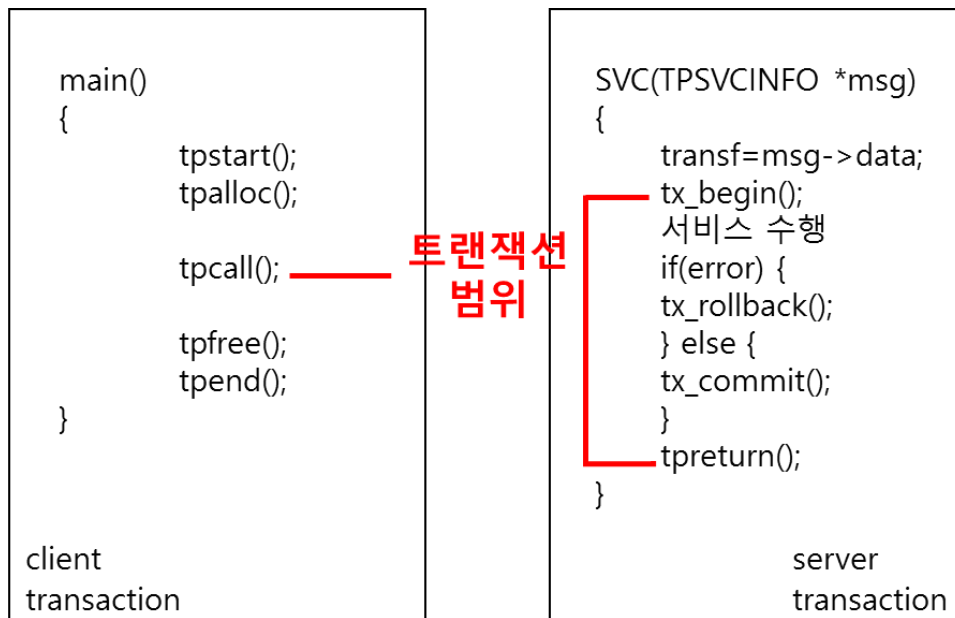 main()
{
tpstart();
tpalloc();
tpcall();
tpfree();
tpend();
}
client
transaction
트랜잭션
범위
SVC(TPSVCINFO *msg)
{
transf=msg->data;
tx_begin();
서비스 수행
if(error) {
tx_rollback();
} else {
tx_commit();
}
tpreturn();
}
server
transaction